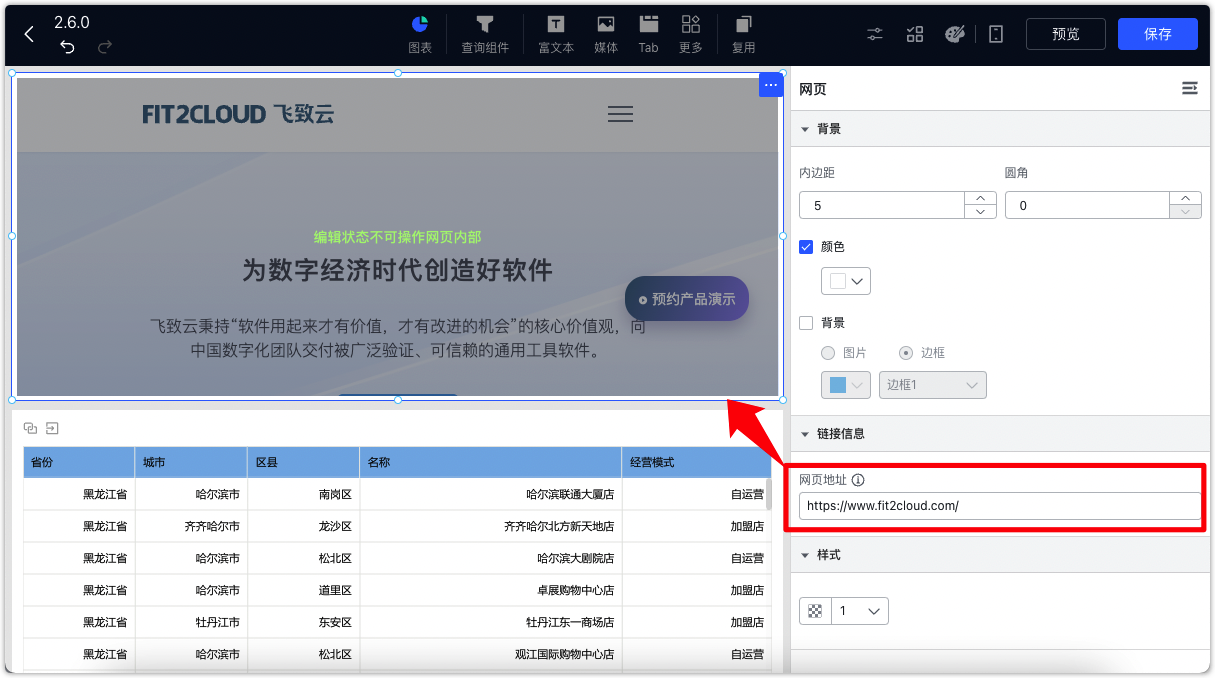 2.6.0
图表
查询组件
富文本
媒体
Tab
更多
复用
预览
保存
FIT2CLOUD 飞致云
编辑状态不可操作网页内部
为数字经济时代创造好软件
预约产品演示
飞致云秉持“软件用起来才有价值，才有改进的机会”的核心价值观，向
中国数字化团队交付被广泛验证、可信赖的通用工具软件。
省份 城市 区县 名称 经营模式
黑龙江省 哈尔滨市 南岗区 哈尔滨联通大厦店 自运营
黑龙江省 齐齐哈尔市 龙沙区 齐齐哈尔北方新天地店 加盟店
黑龙江省 哈尔滨市 松北区 哈尔滨大剧院店 自运营
黑龙江省 哈尔滨市 道里区 卓展购物中心店 加盟店
黑龙江省 牡丹江市 东安区 牡丹江东一商场店 加盟店
黑龙江省 哈尔滨市 松北区 观江国际购物中心店 自运营
网页
背景
内边距 圆角
5 0
颜色
背景
图片 边框
边框1
链接信息
网页地址
https://www.fit2cloud.com/
样式
1